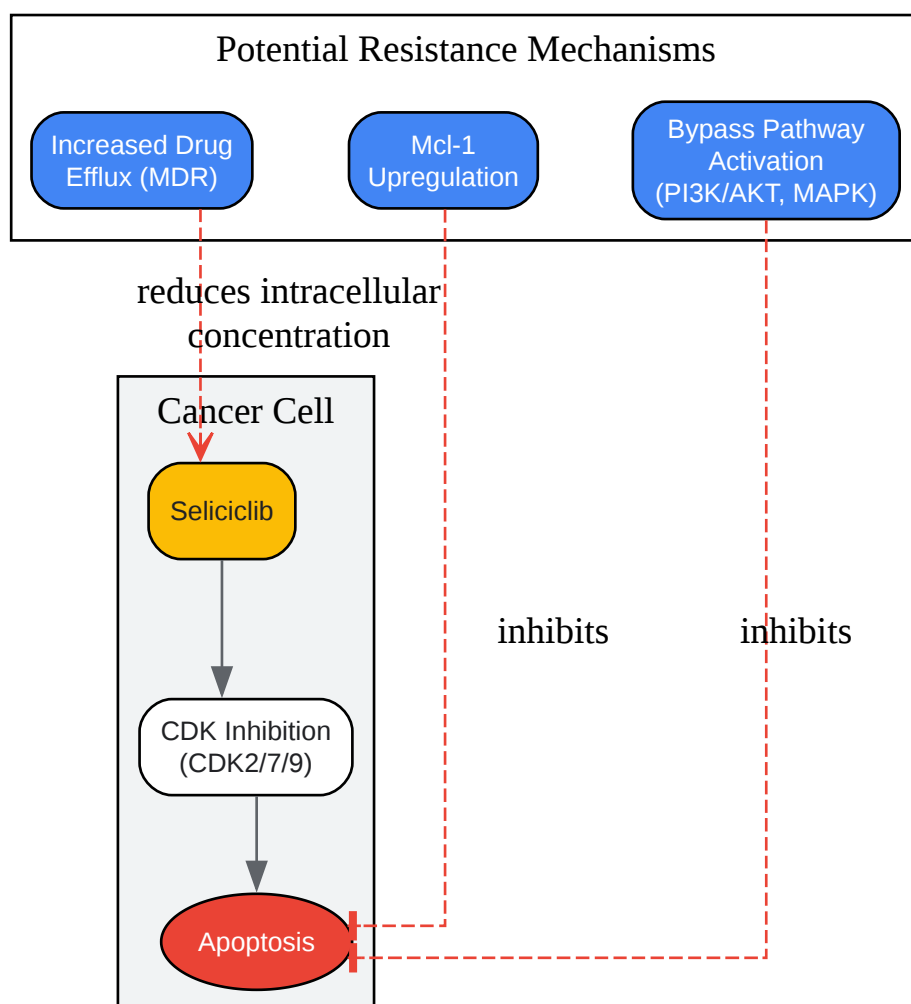 Potential Resistance Mechanisms
Increased Drug
Efflux (MDR)
Mcl-1
Upregulation
Bypass Pathway
Activation
(PI3K/AKT, MAPK)
reduces intracellular
concentration
Cancer Cell
Seliciclib
inhibits
inhibits
CDK Inhibition
(CDK2/7/9)
Apoptosis